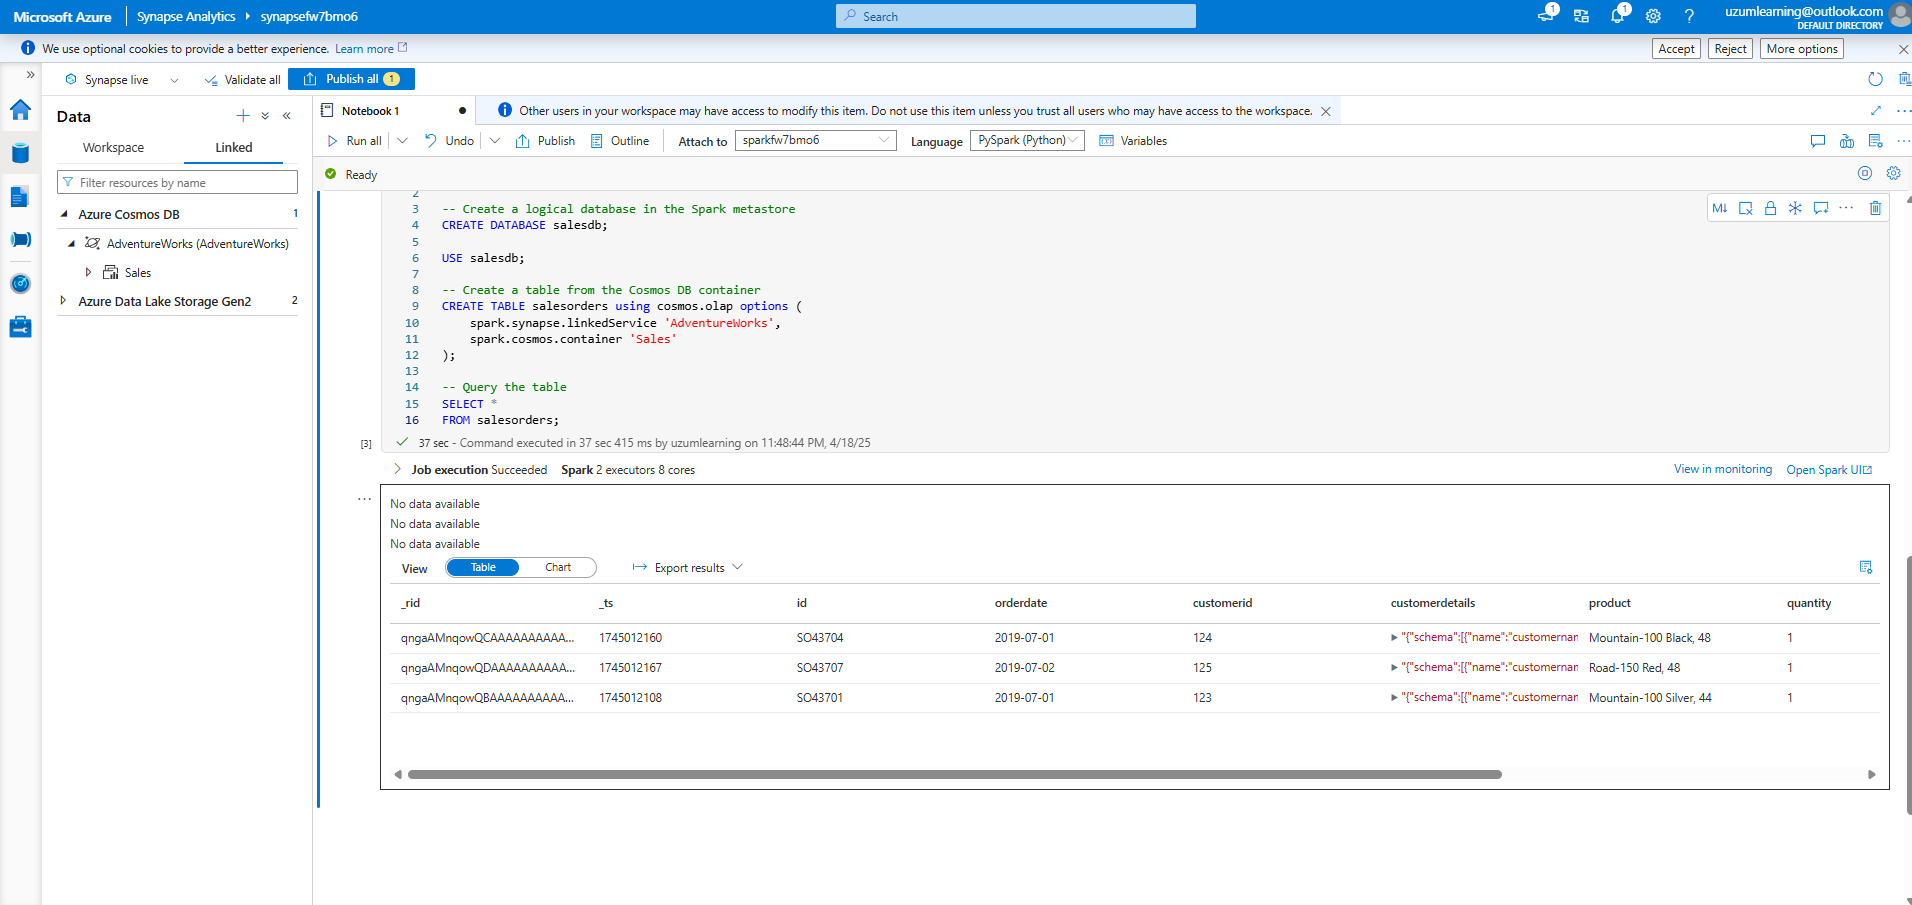 Microsoft Azure Synapse Analytics synapsefw7bmo6 Search 1 1 uzumlearning@outlook.com
DEFAULT DIRECTORY
We use optional cookies to provide a better experience. Learn more Accept Reject More options
Synapse live Validate all Publish all 1
Data
Notebook 1 Other users in your workspace may have access to modify this item. Do not use this item unless you trust all users who may have access to the workspace.
Workspace Linked
Run all Undo Publish Outline Attach to sparkfw7bmo6 Language PySpark (Python) Variables
Filter resources by name
Ready
Azure Cosmos DB 1
AdventureWorks (AdventureWorks)
Sales
Azure Data Lake Storage Gen2 2
2
3 -- Create a logical database in the Spark metastore
4 CREATE DATABASE salesdb;
5
6 USE salesdb;
7
8 -- Create a table from the Cosmos DB container
9 CREATE TABLE salesorders using cosmos.olap options (
10 spark.synapse.linkedService 'AdventureWorks',
11 spark.cosmos.container 'Sales'
12 );
13
14 -- Query the table
15 SELECT *
16 FROM salesorders;
M↓
[3] 37 sec - Command executed in 37 sec 415 ms by uzumlearning on 11:48:44 PM, 4/18/25
Job execution Succeeded Spark 2 executors 8 cores View in monitoring Open Spark UI
No data available
No data available
No data available
View Table Chart Export results
_rid _ts id orderdate customerid customerdetails product quantity
qngaAMnqowQCAAAAAAAAAA... 1745012160 SO43704 2019-07-01 124 "{"schema":[{"name":"customernar Mountain-100 Black, 48 1
qngaAMnqowQDAAAAAAAAAA... 1745012167 SO43707 2019-07-02 125 "{"schema":[{"name":"customernar Road-150 Red, 48 1
qngaAMnqowQBAAAAAAAAAA... 1745012108 SO43701 2019-07-01 123 "{"schema":[{"name":"customernar Mountain-100 Silver, 44 1